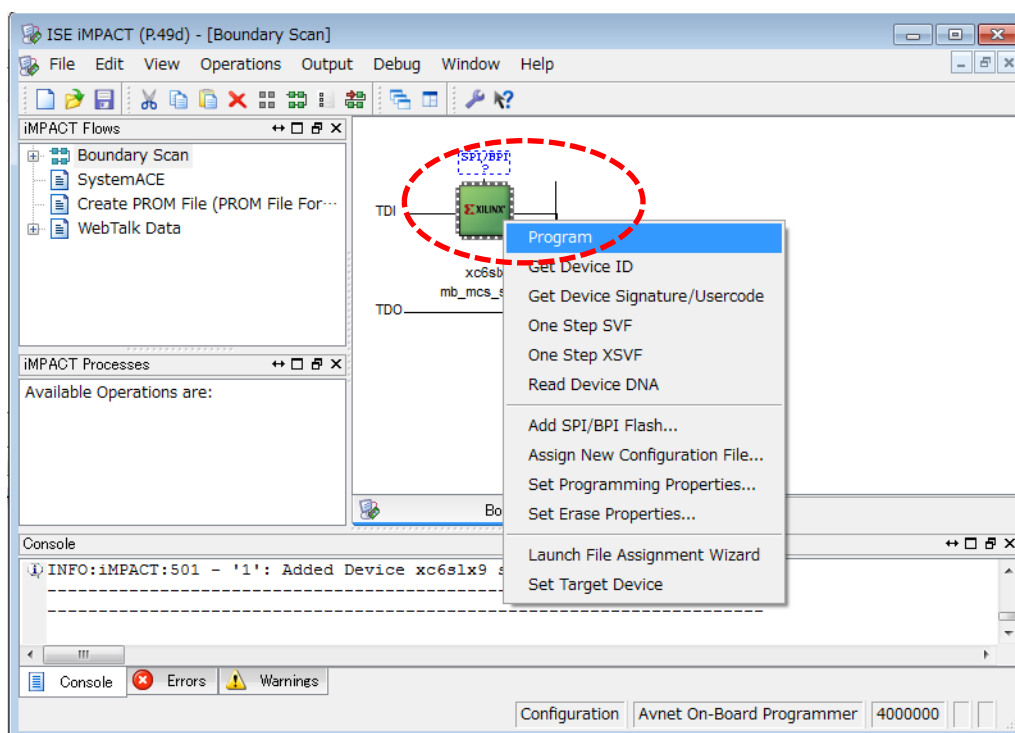 ISE iMPACT (P.49d) - [Boundary Scan]
File Edit View Operations Output Debug Window Help
iMPACT Flows
Boundary Scan
SystemACE
Create PROM File (PROM File For...
WebTalk Data
SPI/BPI
?
TDI
XILINX
xc6sl
mb_mcs_s
TDO
Program
Get Device ID
Get Device Signature/Usercode
One Step SVF
One Step XSVF
Read Device DNA
Add SPI/BPI Flash...
Assign New Configuration File...
Set Programming Properties...
Set Erase Properties...
Launch File Assignment Wizard
Set Target Device
iMPACT Processes
Available Operations are:
Bo
Console
INFO:iMPACT:501 - '1': Added Device xc6slx9 s
----------------------------------------------------------------------
----------------------------------------------------------------------
Console Errors Warnings
Configuration Avnet On-Board Programmer 4000000